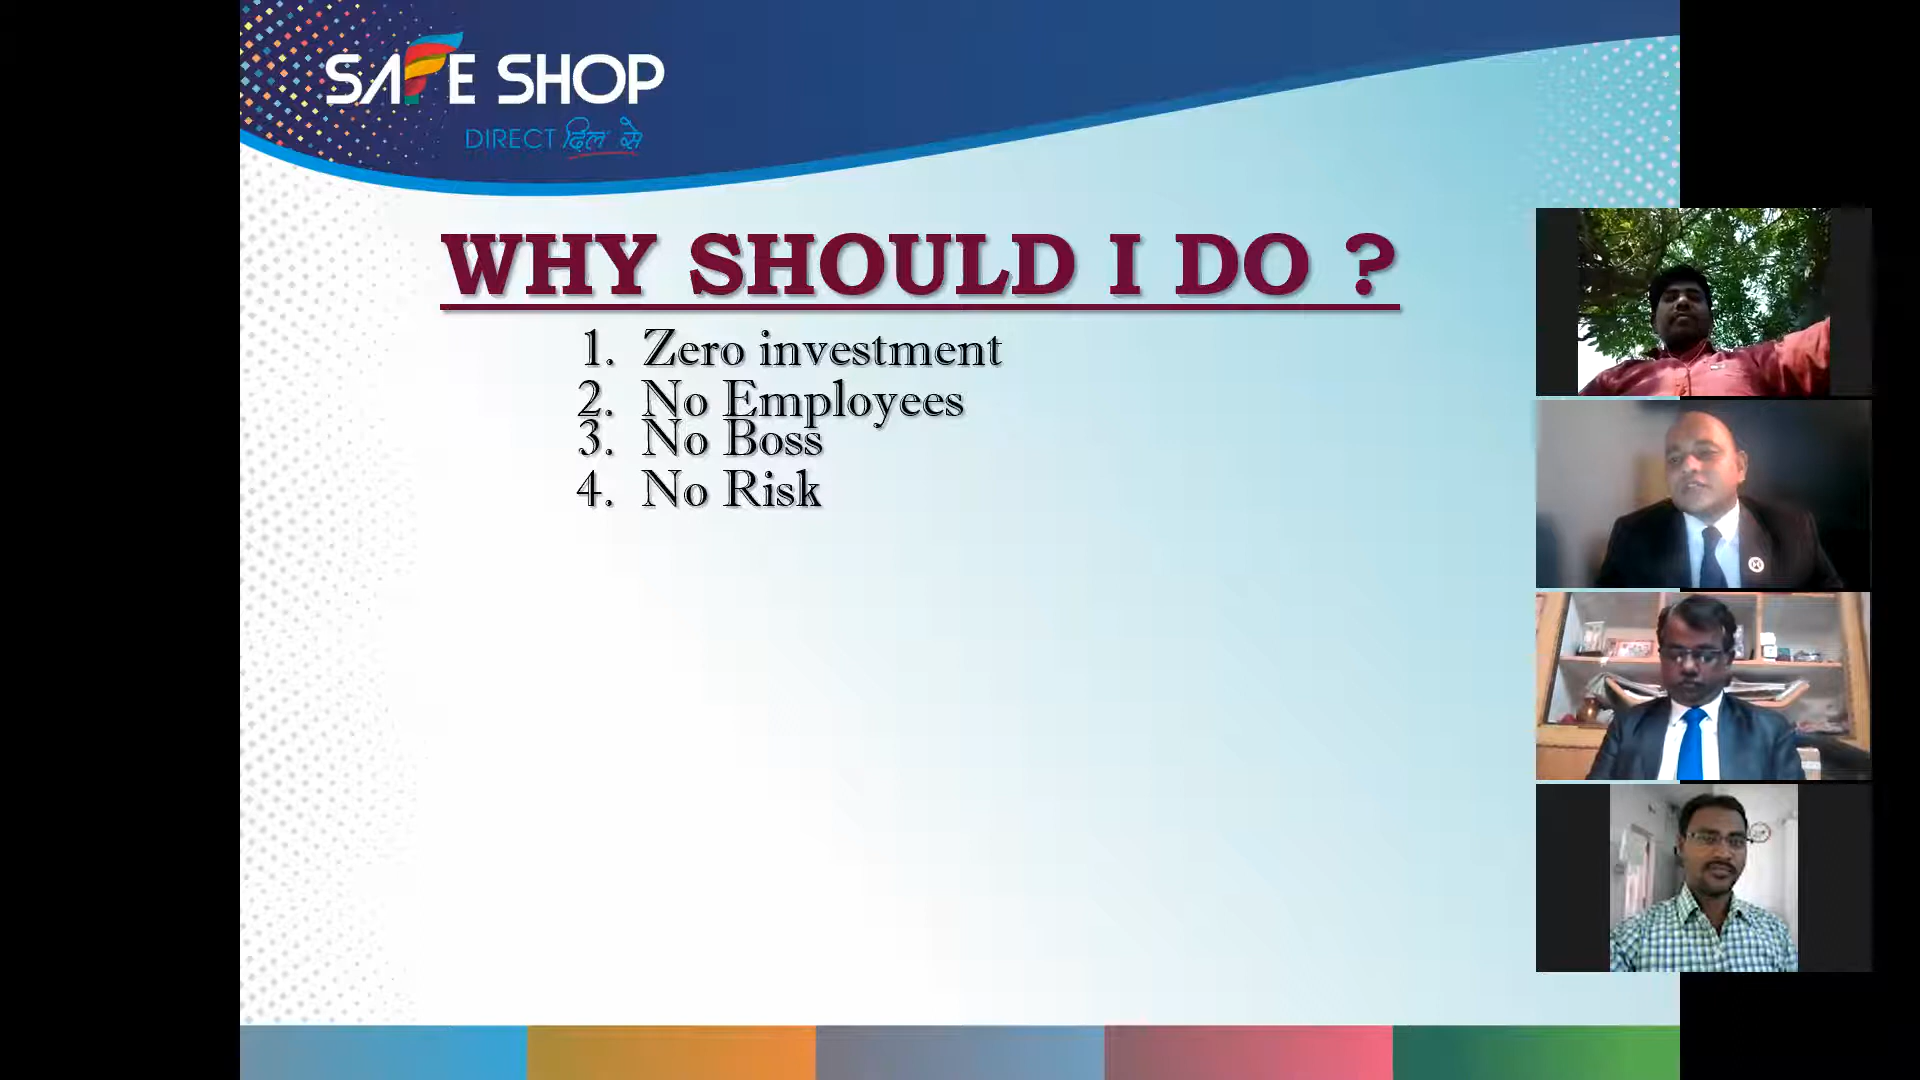 SAFE SHOP
DIRECT दिल से
WHY SHOULD I DO ?
1. Zero investment
2. No Employees
3. No Boss
4. No Risk